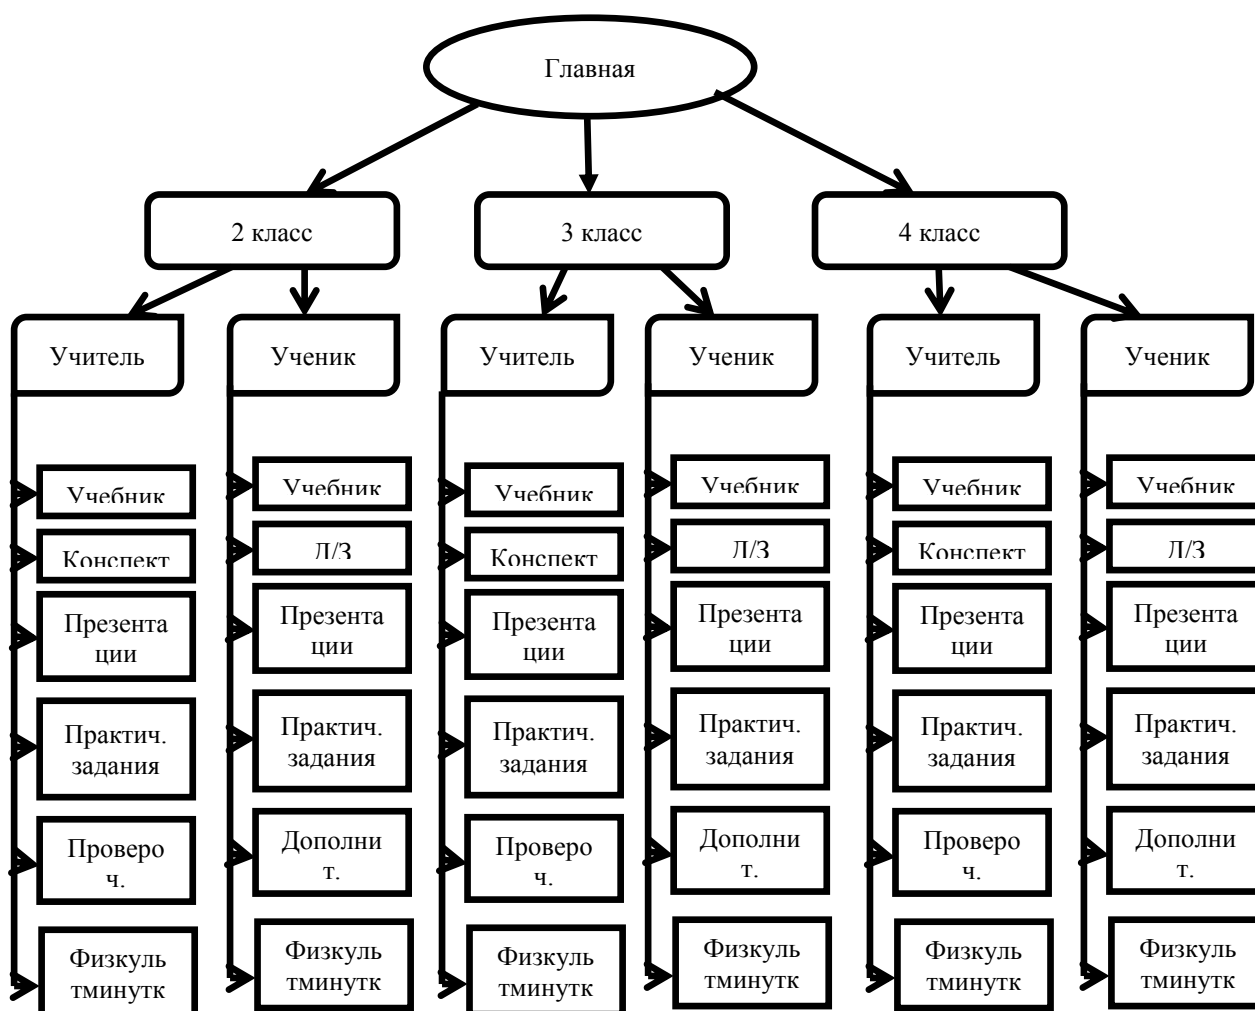 Главная
2 класс
3 класс
4 класс
Учитель
Ученик
Учитель
Ученик
Учитель
Ученик
Учебник
Конспект
Презента
ции
Практич.
задания
Провероч
ч.
Физкуль
тминутк
Учебник
Д/З
Презента
ции
Практич.
задания
Дополни
т.
Физкуль
тминутк
Учебник
Конспект
Презента
ции
Практич.
задания
Проверо
ч.
Физкуль
тминутк
Учебник
Д/З
Презента
ции
Практич.
задания
Дополни
т.
Физкуль
тминутк
Учебник
Конспект
Презента
ции
Практич.
задания
Проверо
ч.
Физкуль
тминутк
Учебник
Д/З
Презента
ции
Практич.
задания
Дополни
т.
Физкуль
тминутк